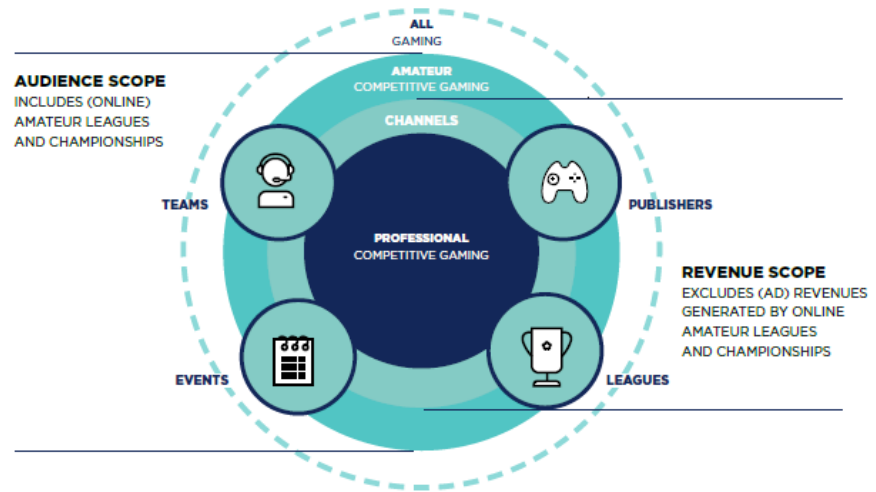 ALL
GAMING
AMATEUR
COMPETITIVE GAMING
AUDIENCE SCOPE
INCLUDES (ONLINE)
AMATEUR LEAGUES
AND CHAMPIONSHIPS
CHANNELS
TEAMS
PUBLISHERS
PROFESSIONAL
COMPETITIVE GAMING
REVENUE SCOPE
EXCLUDES (AD) REVENUES
GENERATED BY ONLINE
AMATEUR LEAGUES
AND CHAMPIONSHIPS
EVENTS
LEAGUES